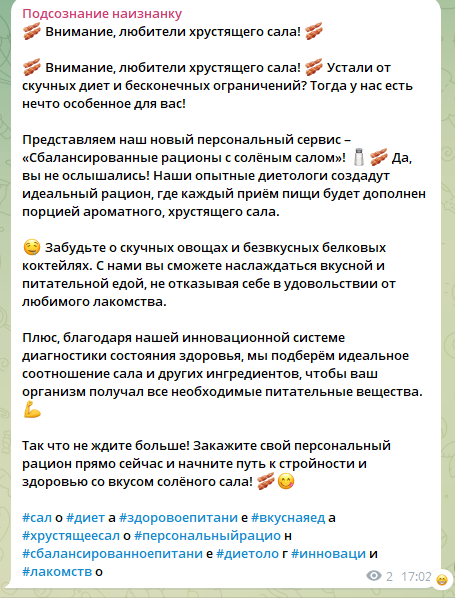 Подсознание наизнанку
🥓 Внимание, любители хрустящего сала! 🥓
🥓 Внимание, любители хрустящего сала! 🥓 Устали от
скучных диет и бесконечных ограничений? Тогда у нас есть
нечто особенное для вас!
Представляем наш новый персональный сервис –
«Сбалансированные рационы с солёным салом»! 🧂 🥓 Да,
вы не ослышались! Наши опытные диетологи создадут
идеальный рацион, где каждый приём пищи будет дополнен
порцией ароматного, хрустящего сала.
🤤 Забудьте о скучных овощах и безвкусных белковых
коктейлях. С нами вы сможете наслаждаться вкусной и
питательной едой, не отказывая себе в удовольствии от
любимого лакомства.
Плюс, благодаря нашей инновационной системе
диагностики состояния здоровья, мы подберём идеальное
соотношение сала и других ингредиентов, чтобы ваш
организм получал все необходимые питательные вещества.
💪
Так что не ждите больше! Закажите свой персональный
рацион прямо сейчас и начните путь к стройности и
здоровью со вкусом солёного сала! 🥓😋
#сал о #диет а #здоровоепитани е #вкуснаяед а
#хрустящеесал о #персональныйрацио н
#сбалансированноепитани е #диетоло г #инноваци и
#лакомств о
2 17:02